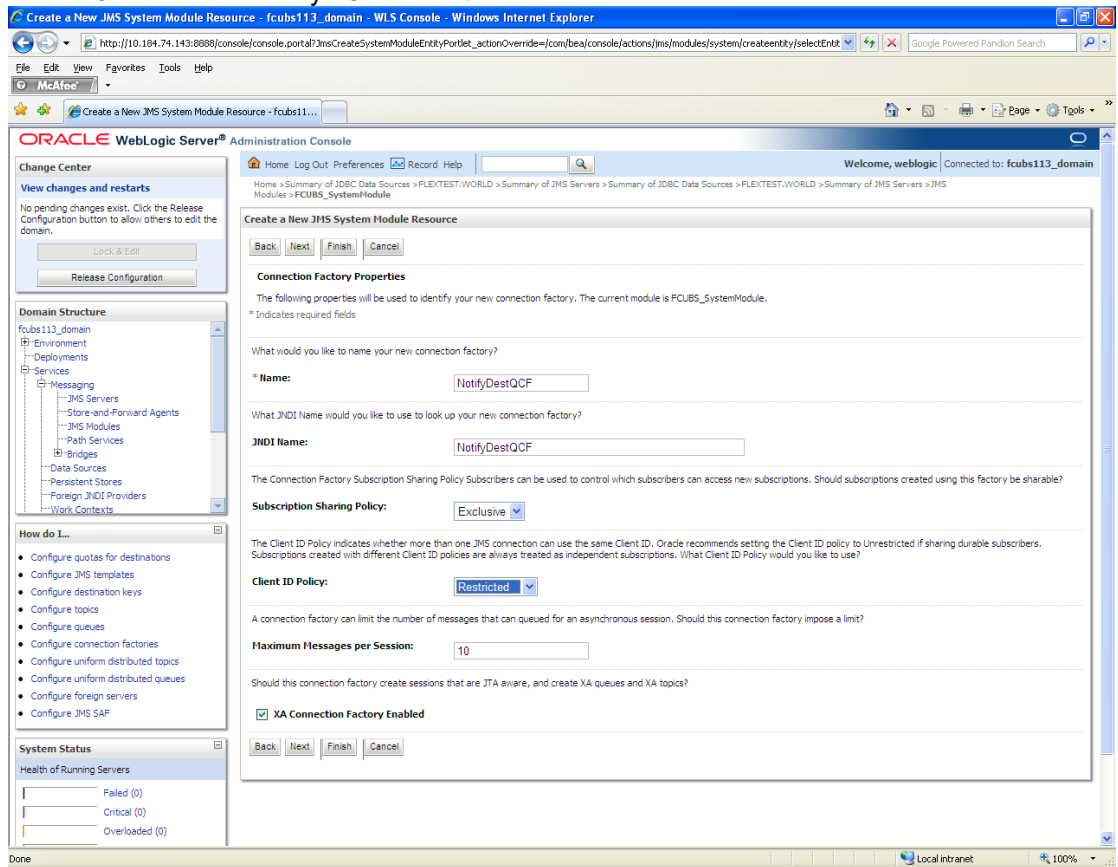 Create a New JMS System Module Resource - fcubs113_domain - WLS Console - Windows Internet Explorer
http://10.184.74.143:8888/console/console.portal?JmsCreateSystemModuleEntityPortlet_actionOverride=/com/bea/console/actions/jms/modules/system/createentity/selectEntit
Google Powered Pandion Search
File Edit View Favorites Tools Help
McAfee
Create a New JMS System Module Resource - fcubs11...
Page Tools
ORACLE WebLogic Server® Administration Console
Change Center
View changes and restarts
No pending changes exist. Click the Release
Configuration button to allow others to edit the
domain.
Lock & Edit
Release Configuration
Domain Structure
fcubs113_domain
Environment
Deployments
Services
Messaging
JMS Servers
Store-and-Forward Agents
JMS Modules
Path Services
Bridges
Data Sources
Persistent Stores
Foreign JNDI Providers
Work Contexts
How do I...
Configure quotas for destinations
Configure JMS templates
Configure destination keys
Configure topics
Configure queues
Configure connection factories
Configure uniform distributed topics
Configure uniform distributed queues
Configure foreign servers
Configure JMS SAF
System Status
Health of Running Servers
Failed (0)
Critical (0)
Overloaded (0)
Home Log Out Preferences Record Help
Welcome, weblogic Connected to: fcubs113_domain
Home >Summary of JDBC Data Sources >FLEXTEST.WORLD >Summary of JMS Servers >Summary of JDBC Data Sources >FLEXTEST.WORLD >Summary of JMS Servers >JMS
Modules >FCUBS_SystemModule
Create a New JMS System Module Resource
Back Next Finish Cancel
Connection Factory Properties
The following properties will be used to identify your new connection factory. The current module is FCUBS_SystemModule.
* Indicates required fields
What would you like to name your new connection factory?
* Name: NotifyDestQCF
What JNDI Name would you like to use to look up your new connection factory?
JNDI Name: NotifyDestQCF
The Connection Factory Subscription Sharing Policy Subscribers can be used to control which subscribers can access new subscriptions. Should subscriptions created using this factory be sharable?
Subscription Sharing Policy: Exclusive
The Client ID Policy indicates whether more than one JMS connection can use the same Client ID. Oracle recommends setting the Client ID policy to Unrestricted if sharing durable subscribers.
Subscriptions created with different Client ID policies are always treated as independent subscriptions. What Client ID Policy would you like to use?
Client ID Policy: Restricted
A connection factory can limit the number of messages that can queued for an asynchronous session. Should this connection factory impose a limit?
Maximum Messages per Session: 10
Should this connection factory create sessions that are JTA aware, and create XA queues and XA topics?
XA Connection Factory Enabled
Back Next Finish Cancel
Done
Local intranet
100%